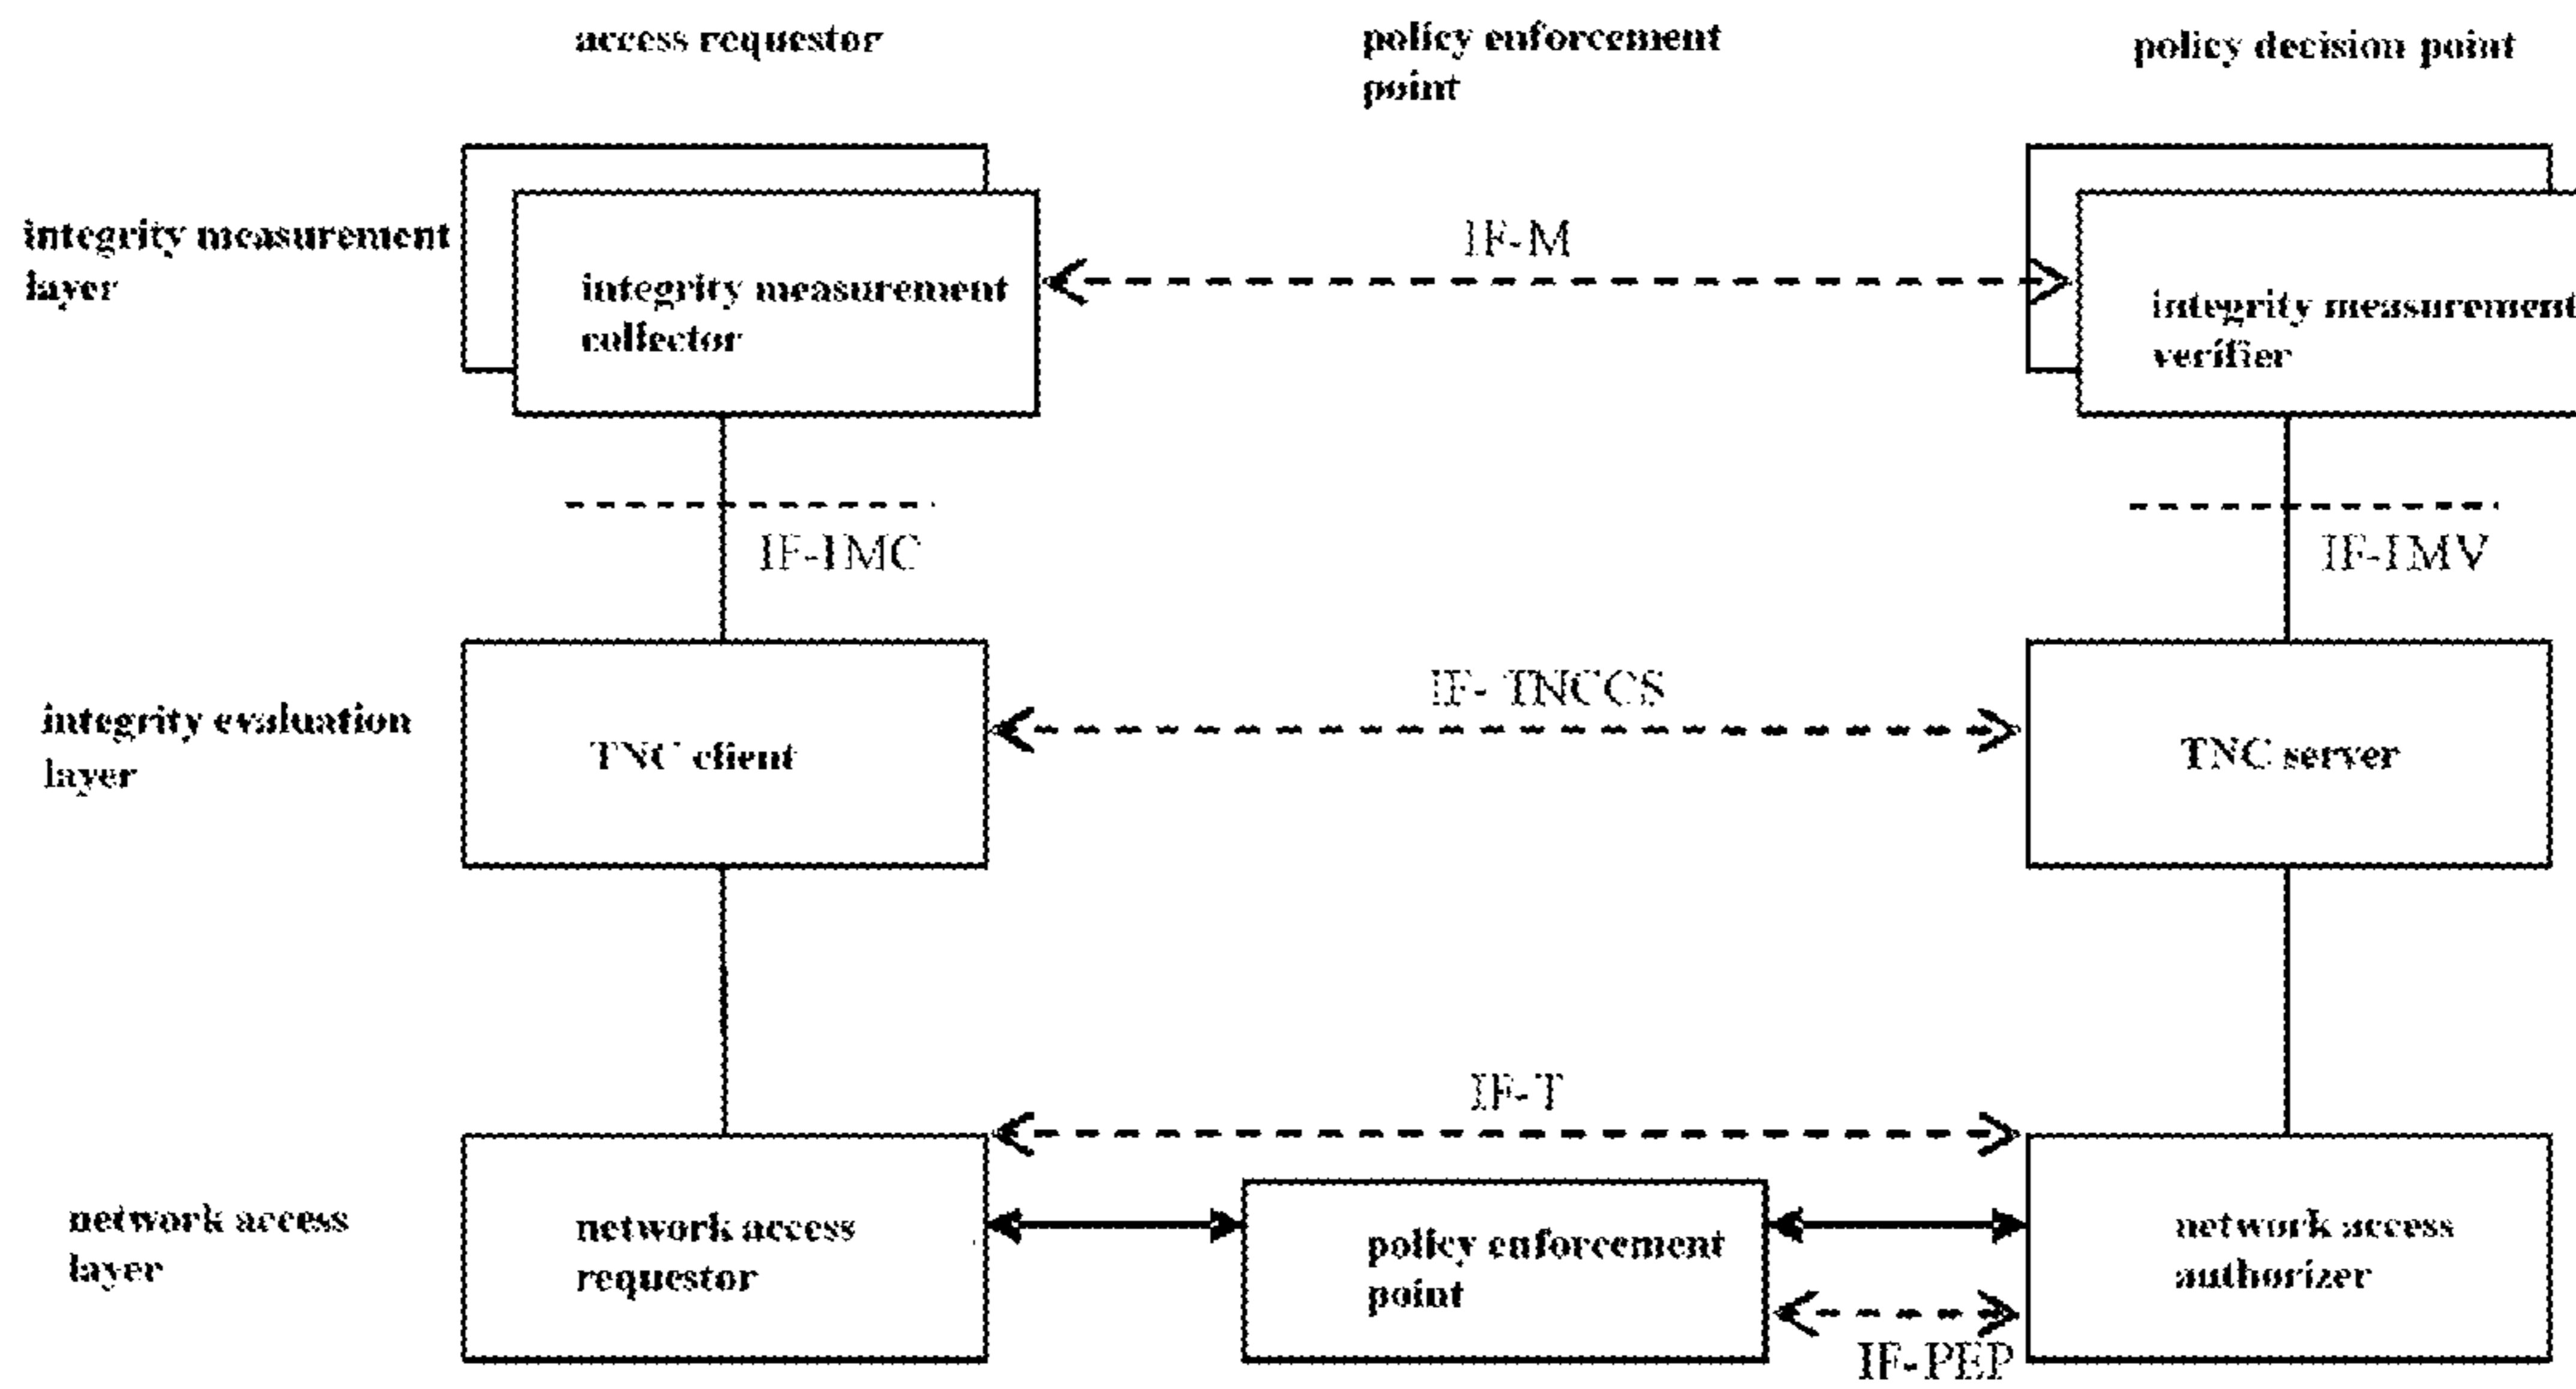 access requestor
policy enforcement
point
policy decision point
integrity measurement
layer
integrity measurement
collector
IF-M
integrity measurement
verifier
IF-IMC
IF-IMV
integrity evaluation
layer
TNC client
IF- TNCCS
TNC server
IF-T
network access
layer
network access
requestor
policy enforcement
point
network access
authorizer
IF-PEP